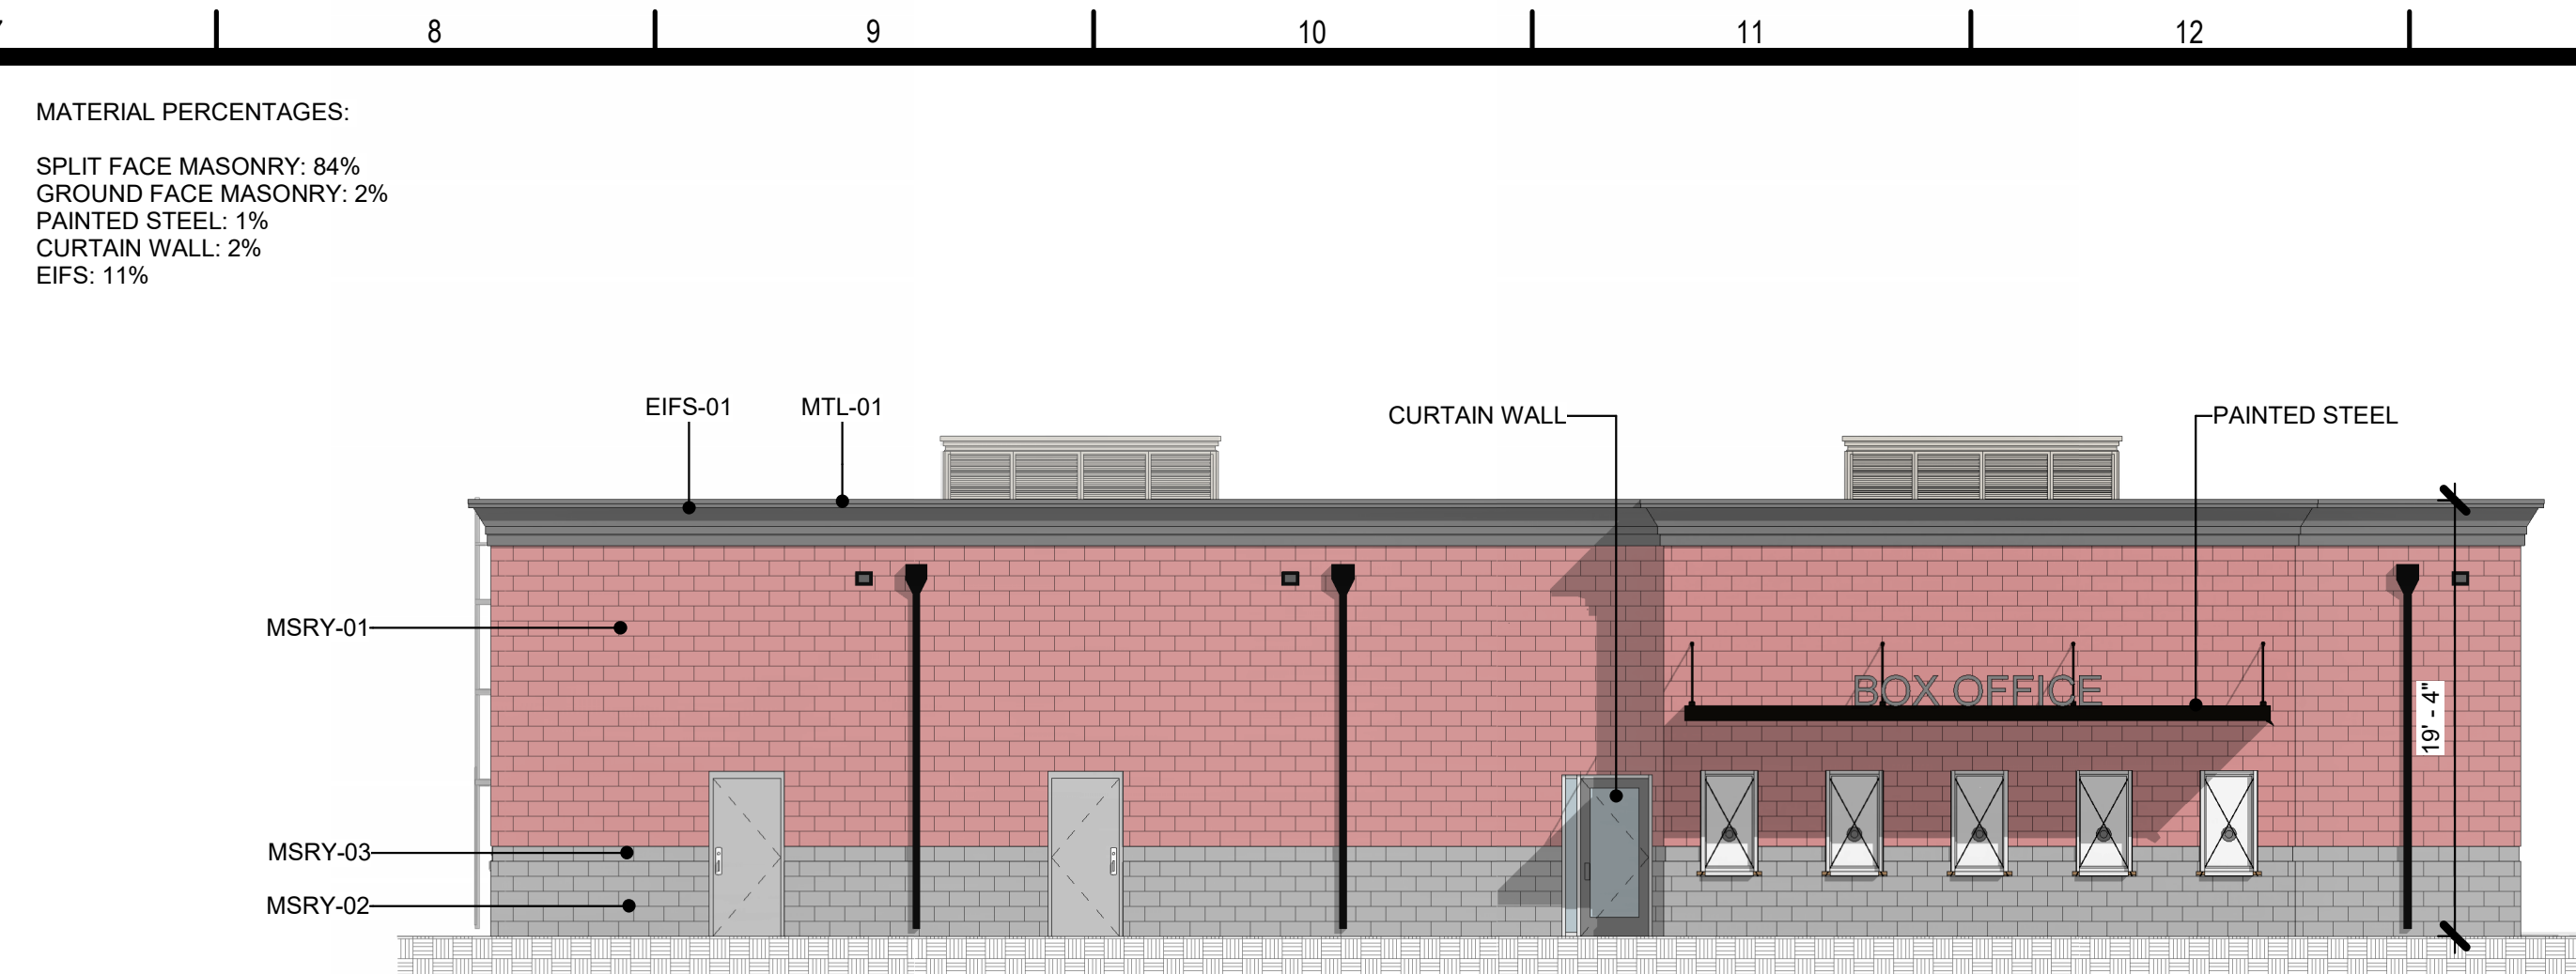 8 9 10 11 12
MATERIAL PERCENTAGES:
SPLIT FACE MASONRY: 84%
GROUND FACE MASONRY: 2%
PAINTED STEEL: 1%
CURTAIN WALL: 2%
EIFS: 11%
EIFS-01 MTL-01 CURTAIN WALL PAINTED STEEL
MSRY-01
BOX OFFICE
19' - 4"
MSRY-03
MSRY-02